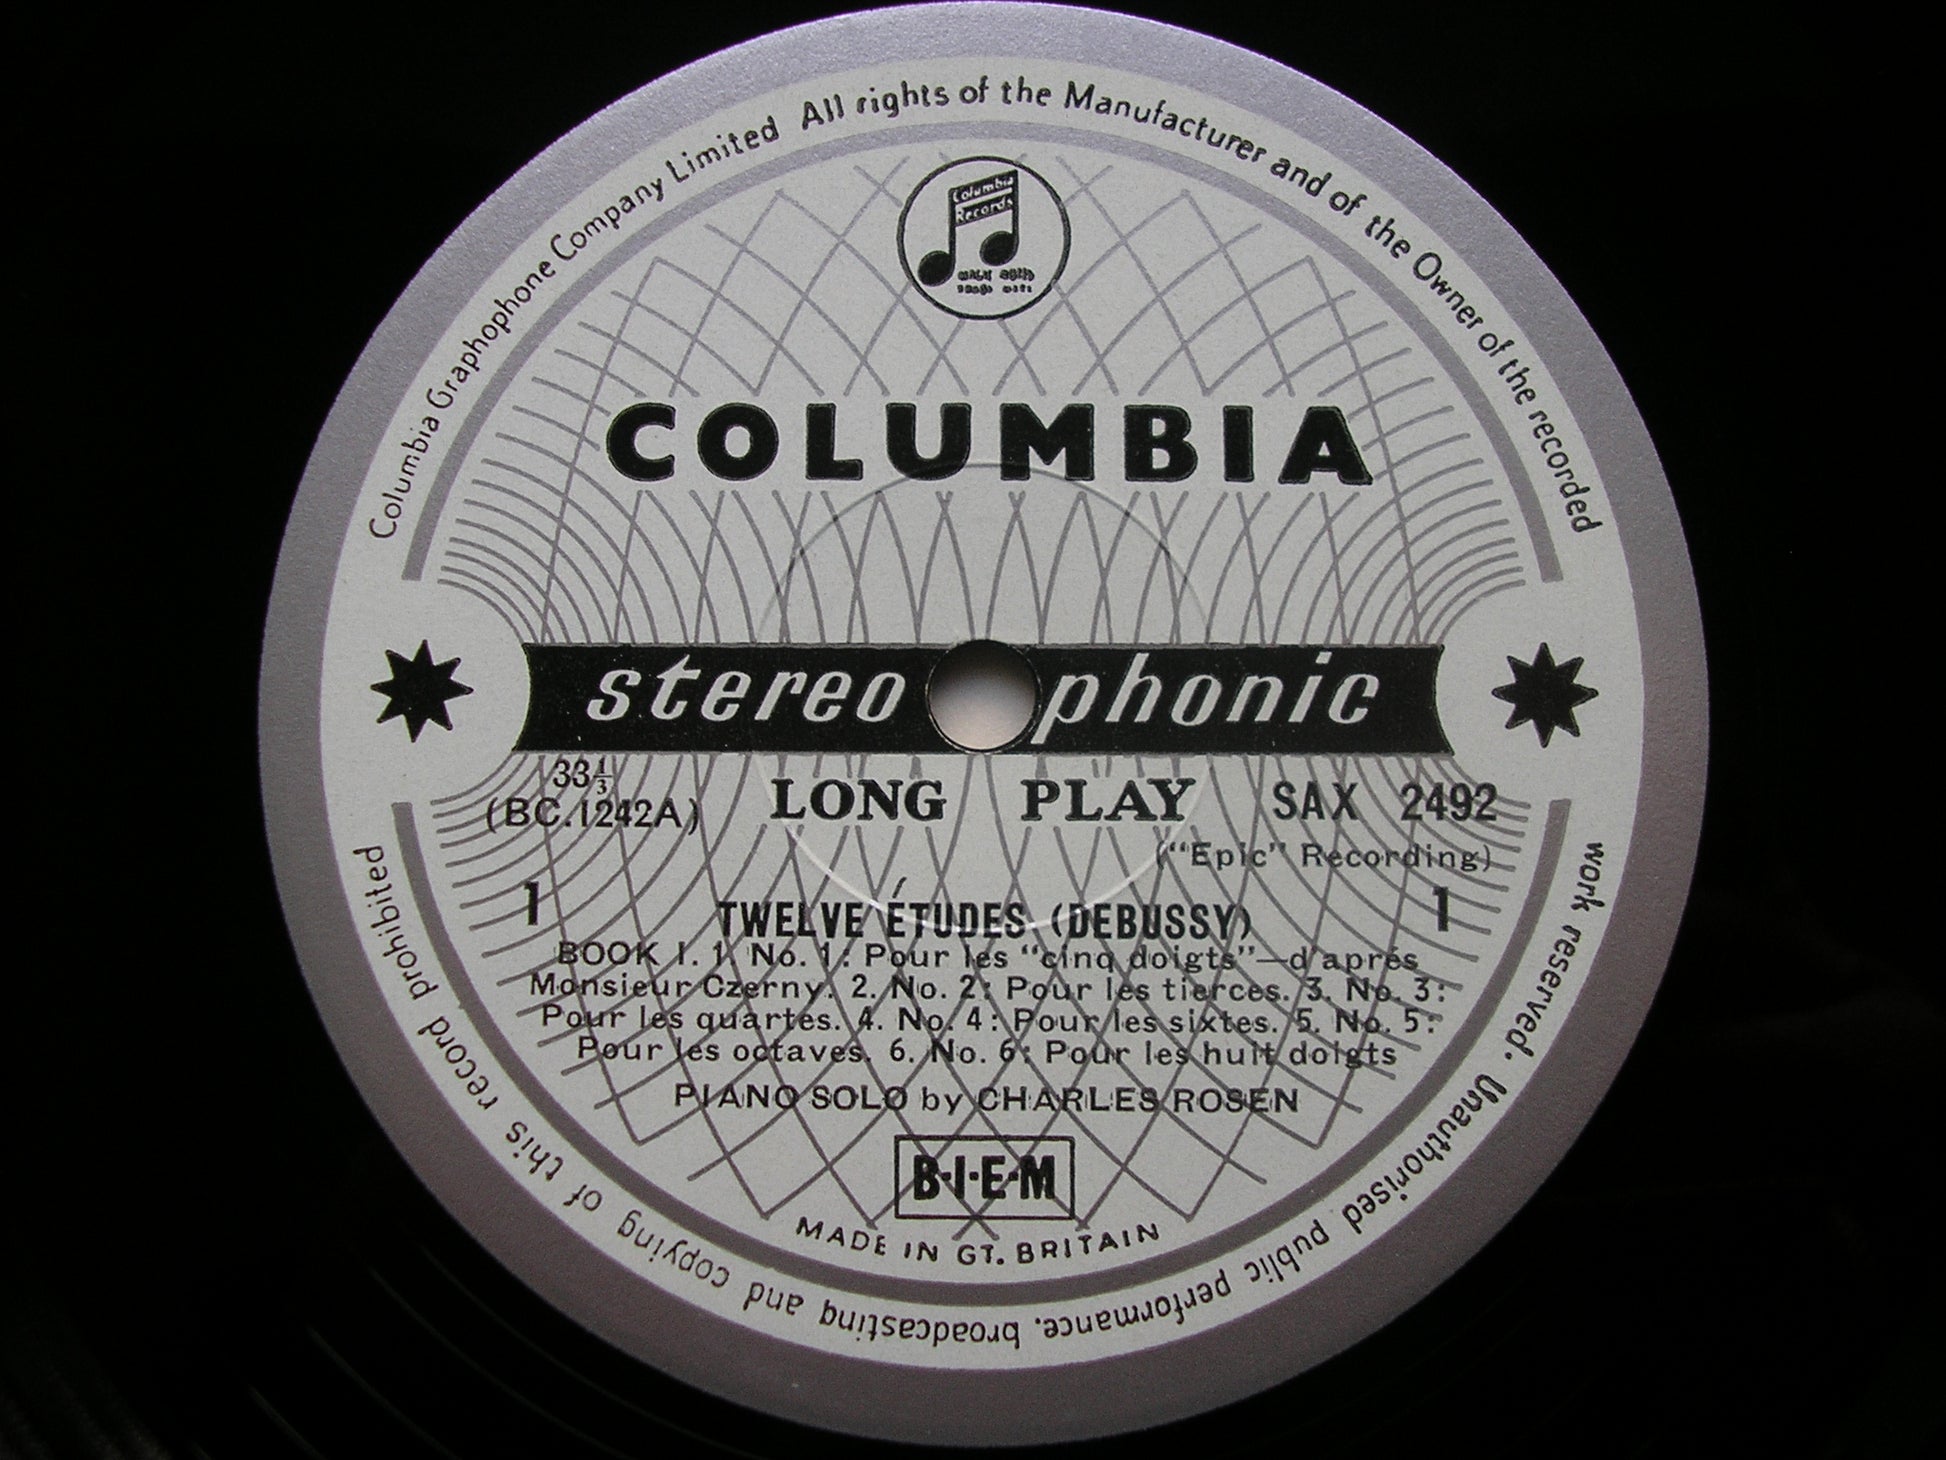 Columbia Graphophone Company Limited All rights of the Manufacturer and of the Owner of the recorded
work reserved. Unauthorised public performance, broadcasting and copying of this record prohibited
Columbia
Records
COLUMBIA
stereophonic
33⅓
(BC.1242A)
LONG PLAY
SAX 2492
("Epic" Recording)
1
1
TWELVE ÉTUDES (DEBUSSY)
BOOK I. 1. No. 1: Pour les "cinq doigts"—d'aprés
Monsieur Czerny. 2. No. 2: Pour les tierces. 3. No. 3:
Pour les quartes. 4. No. 4: Pour les sixtes. 5. No. 5:
Pour les octaves. 6. No. 6: Pour les huit doigts
PIANO SOLO by CHARLES ROSEN
B·I·E·M
MADE IN GT. BRITAIN